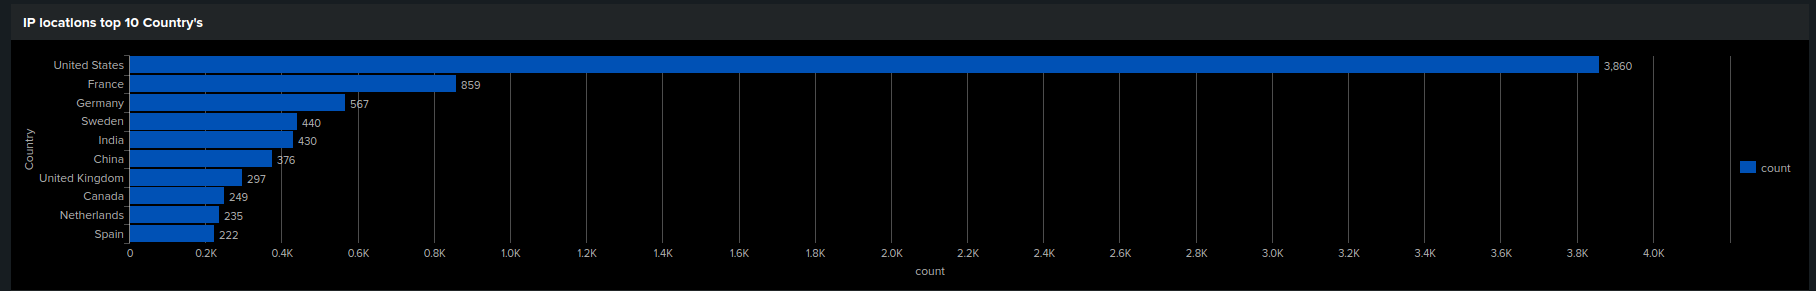 IP locations top 10 Country's
United States 3,860
France 859
Germany 567
Sweden 440
India 430
China 376
United Kingdom 297
Canada 249
Netherlands 235
Spain 222
Country
count
0 0.2K 0.4K 0.6K 0.8K 1.0K 1.2K 1.4K 1.6K 1.8K 2.0K 2.2K 2.4K 2.6K 2.8K 3.0K 3.2K 3.4K 3.6K 3.8K 4.0K
count